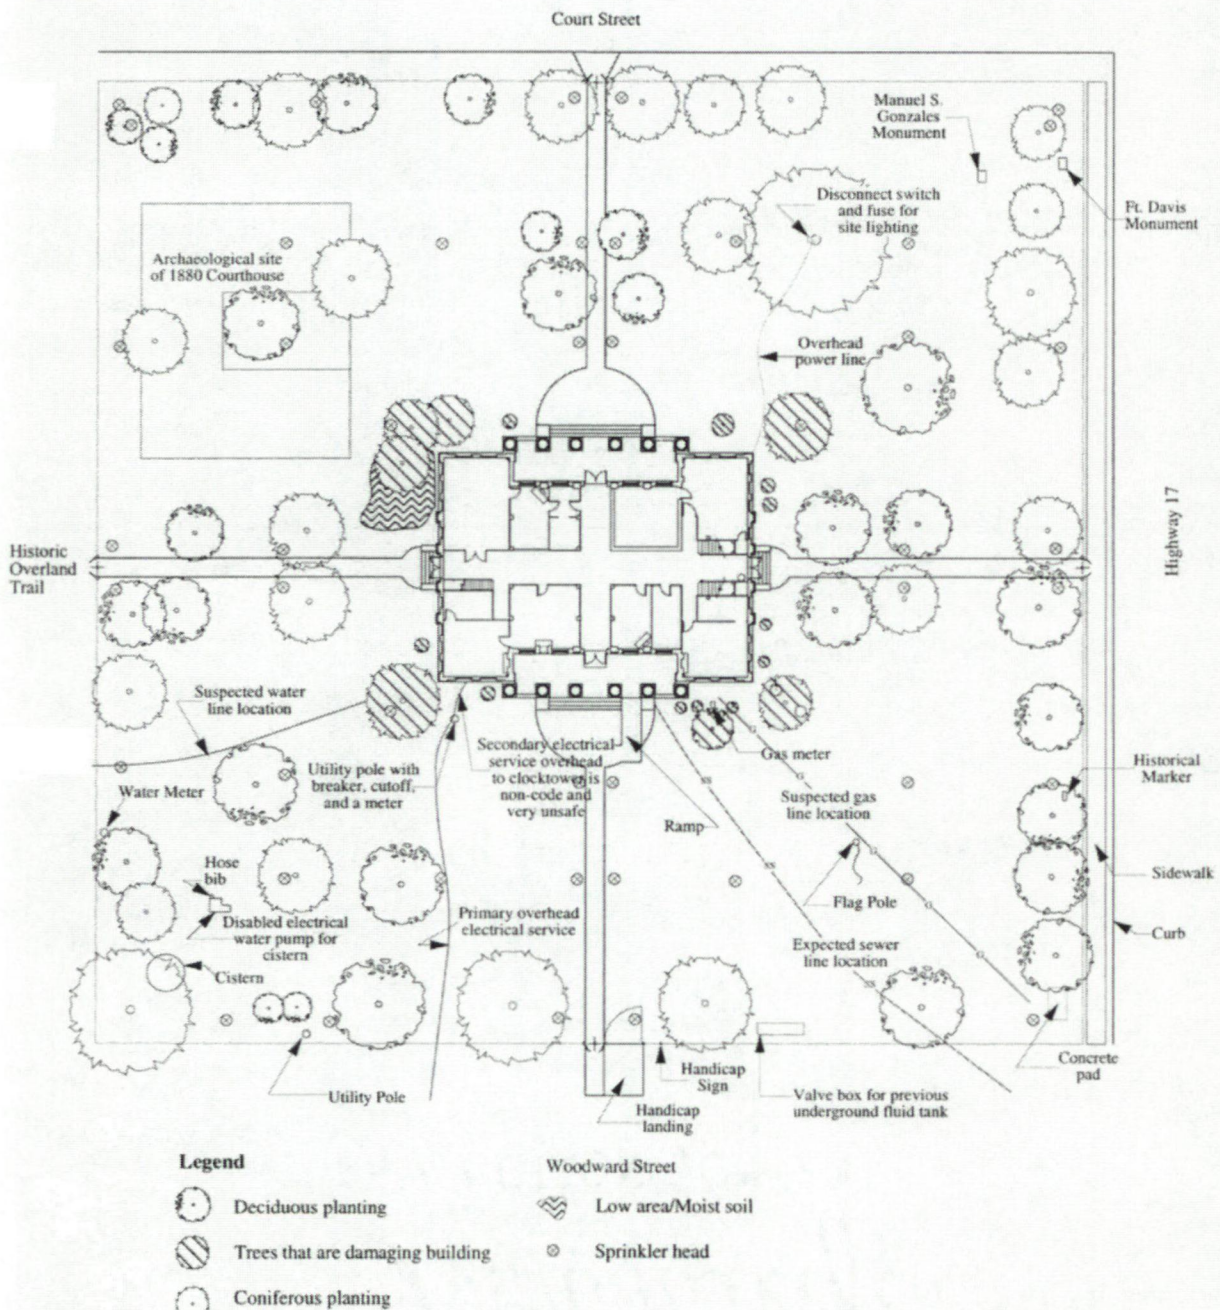 Court Street
Manuel S.
Gonzales
Monument
Disconnect switch
and fuse for
site lighting
Ft. Davis
Monument
Archaeological site
of 1880 Courthouse
Overhead
power line
Highway 17
Historic
Overland
Trail
Suspected water
line location
Secondary electrical
service overhead
to clocktower is
non-code and
very unsafe
Gas meter
Utility pole with
breaker, cutoff,
and a meter
Historical
Marker
Water Meter
Suspected gas
line location
Ramp
Hose
bib
Sidewalk
Flag Pole
Disabled electrical
water pump for
cistern
Primary overhead
electrical service
Curb
Expected sewer
line location
Cistern
Concrete
pad
Handicap
Sign
Utility Pole
Valve box for previous
underground fluid tank
Handicap
landing
Legend
Woodward Street
Deciduous planting
Low area/Moist soil
Trees that are damaging building
Sprinkler head
Coniferous planting